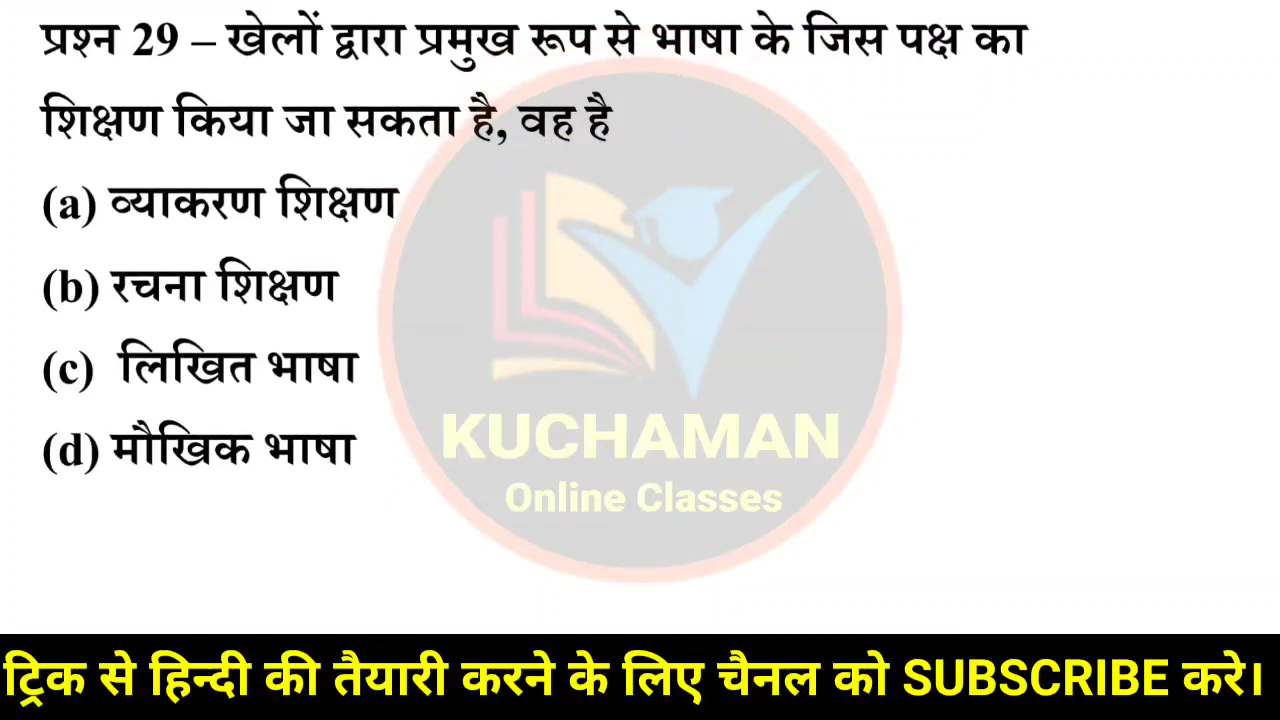 प्रश्न 29 – खेलों द्वारा प्रमुख रूप से भाषा के जिस पक्ष का
शिक्षण किया जा सकता है, वह है
(a) व्याकरण शिक्षण
(b) रचना शिक्षण
(c) लिखित भाषा
(d) मौखिक भाषा
KUCHAMAN
Online Classes
ट्रिक से हिन्दी की तैयारी करने के लिए चैनल को SUBSCRIBE करे।